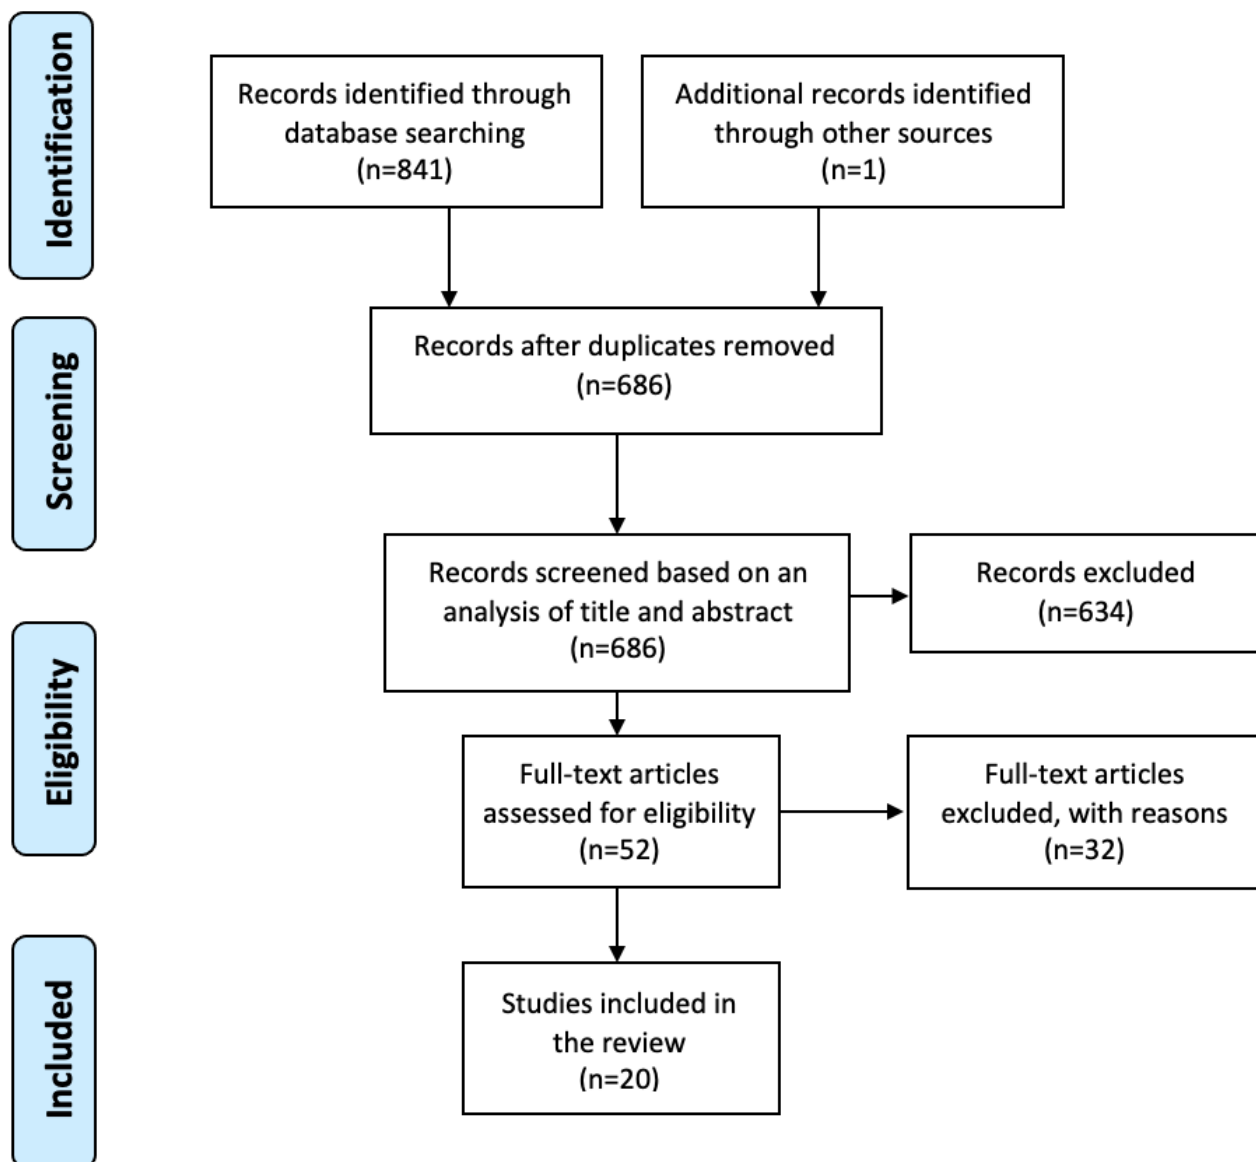 Identification
Records identified through
database searching
(n=841)
Additional records identified
through other sources
(n=1)
Screening
Records after duplicates removed
(n=686)
Records screened based on an
analysis of title and abstract
(n=686)
Records excluded
(n=634)
Eligibility
Full-text articles
assessed for eligibility
(n=52)
Full-text articles
excluded, with reasons
(n=32)
Included
Studies included in
the review
(n=20)